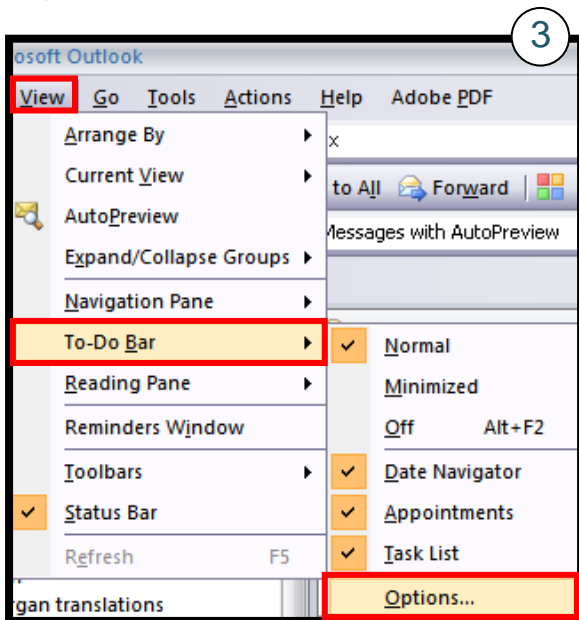 3
osoft Outlook
View Go Tools Actions Help Adobe PDF
Arrange By
x
Current View
to All Forward
AutoPreview
Messages with AutoPreview
Expand/Collapse Groups
Navigation Pane
To-Do Bar
Normal
Reading Pane
Minimized
Reminders Window
Off Alt+F2
Toolbars
Date Navigator
Status Bar
Appointments
Refresh F5
Task List
Options...
rgan translations